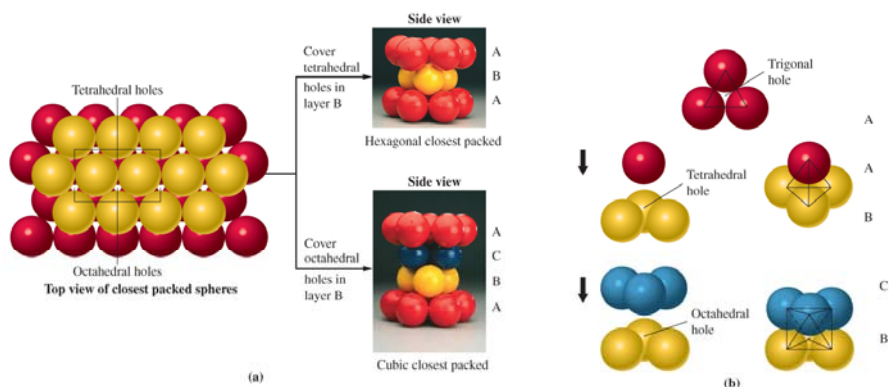 Tetrahedral holes
Octahedral holes
Top view of closest packed spheres
Cover
tetrahedral
holes in
layer B
Side view
A
B
A
Hexagonal closest packed
Cover
octahedral
holes in
layer B
Side view
A
C
B
A
Cubic closest packed
(a)
Trigonal
hole
A
Tetrahedral
hole
A
B
Octahedral
hole
C
B
(b)